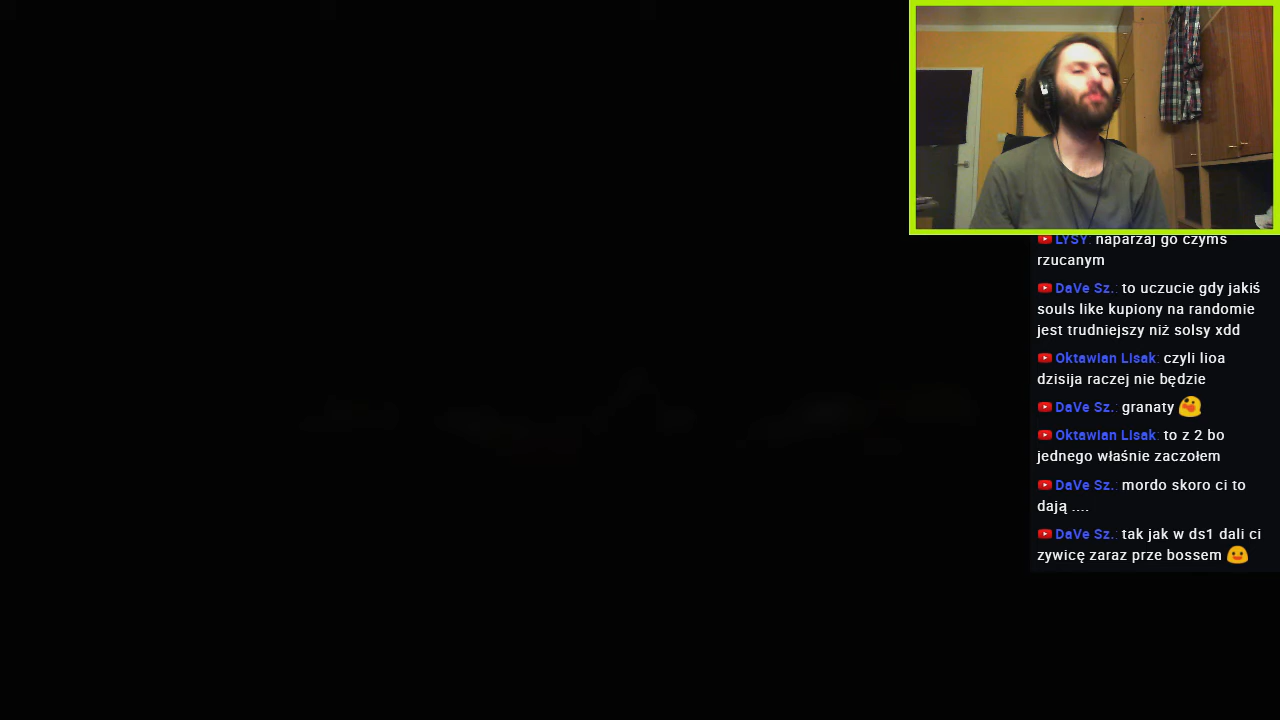 LYSY: naparzaj go czymś
rzucanym
DaVe Sz.: to uczucie gdy jakiś
souls like kupiony na randomie
jest trudniejszy niż solsy xdd
Oktawian Lisak: czyli lioa
dzisija raczej nie będzie
DaVe Sz.: granaty
Oktawian Lisak: to z 2 bo
jednego właśnie zaczołem
DaVe Sz.: mordo skoro ci to
dają ....
DaVe Sz.: tak jak w ds1 dali ci
zywicę zaraz prze bossem